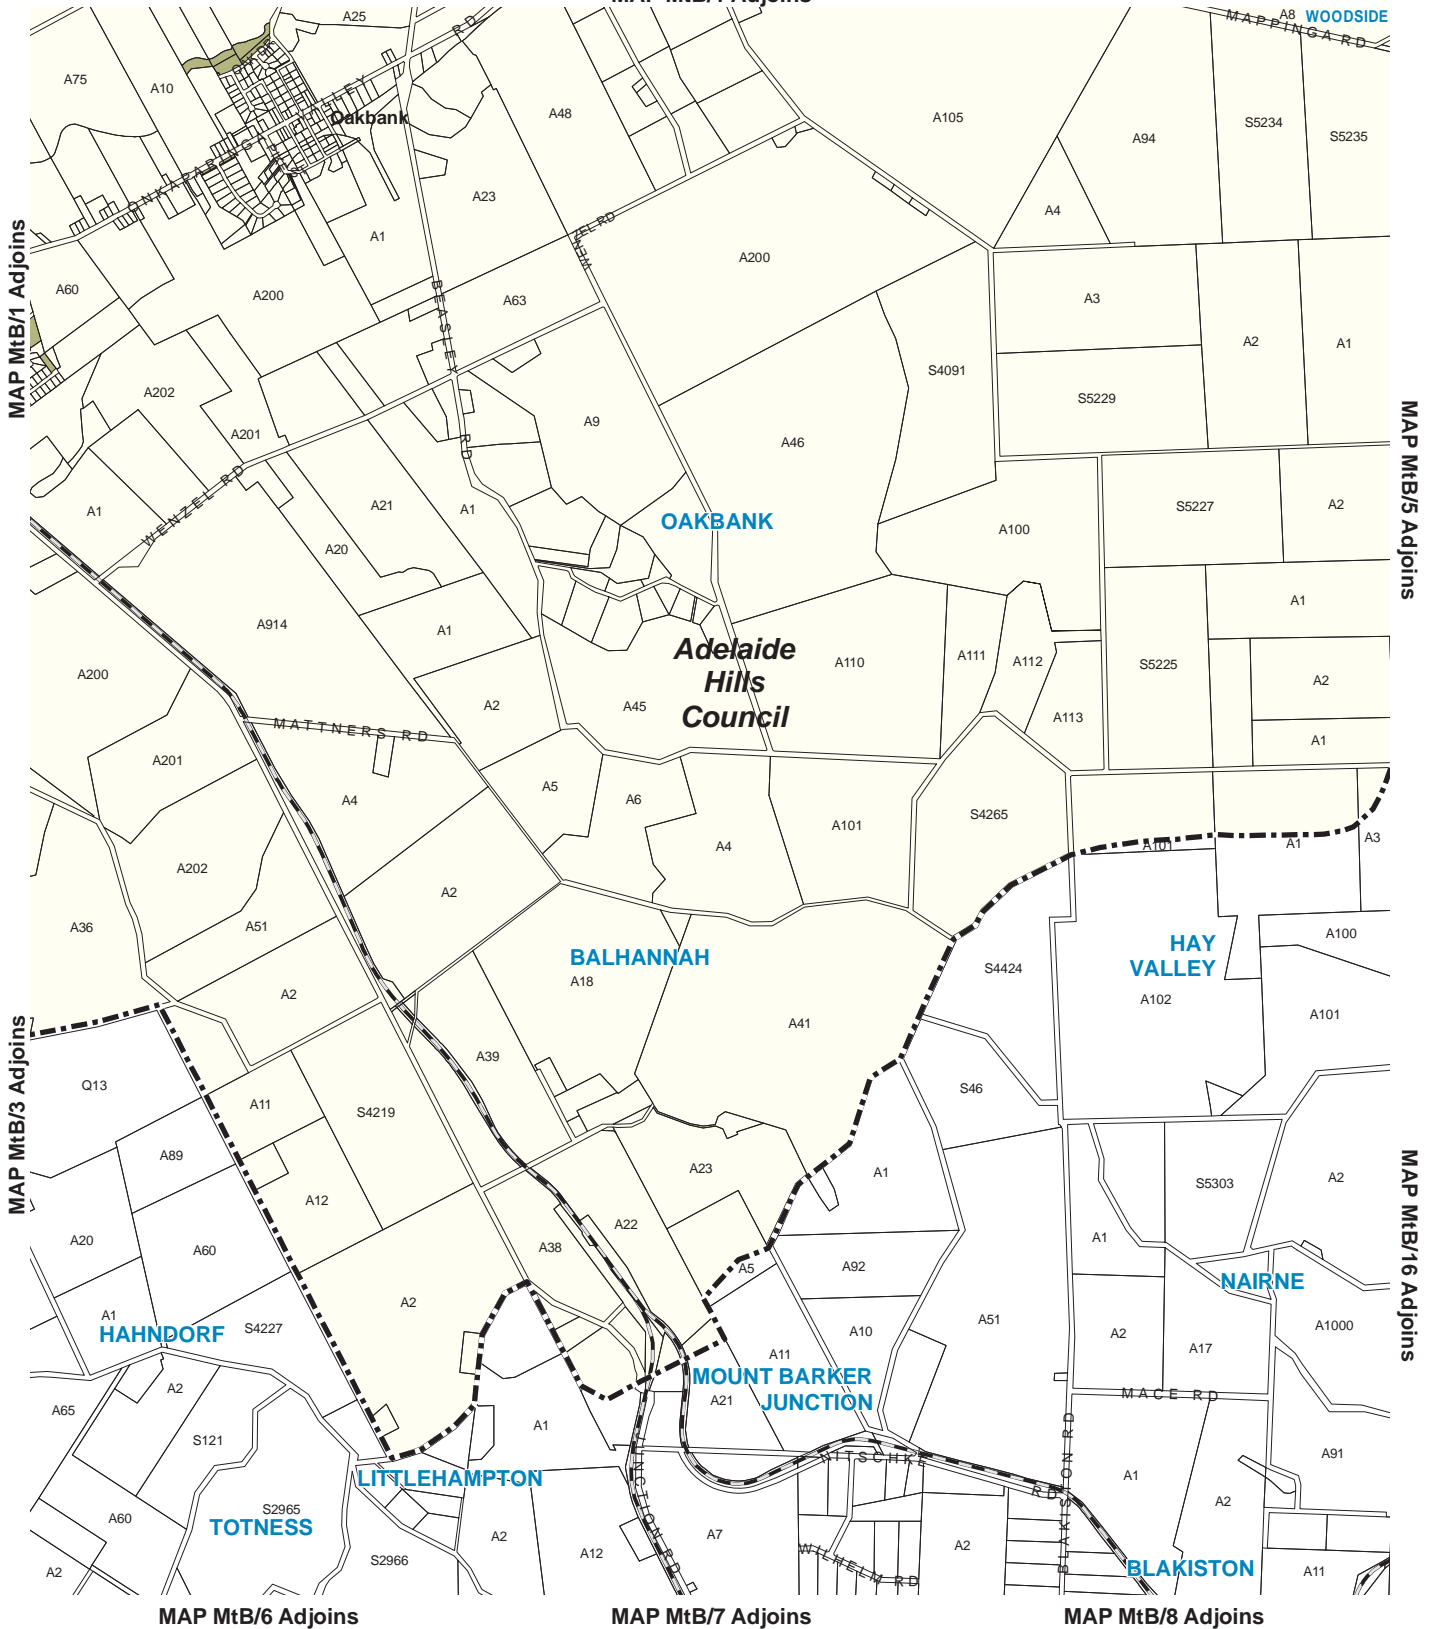 MAP MtB/4 Adjoins
A25
A8
WOODSIDE
MAPPINGA RD
A75
A10
RD
ONKAPARINGA VALLEY
Oakbank
A48
A105
A94
S5234
S5235
A23
A4
A1
WENZEL RD
A200
MAP MtB/1 Adjoins
A60
A200
A63
A3
BEASLEY RD
A2
A1
S4091
A202
S5229
A9
A201
A46
MAP MtB/5 Adjoins
WENZEL RD
A1
A21
A1
OAKBANK
S5227
A2
A100
A20
A1
A914
A1
Adelaide
Hills
Council
A110
A111
A112
S5225
A200
A2
A2
A45
A113
MATTNERS RD
A1
A201
A5
A6
A4
A101
S4265
A4
A101
A1
A3
A202
A2
A36
A51
HAY
VALLEY
A100
BALHANNAH
A18
S4424
A102
A2
A41
A101
MAP MtB/3 Adjoins
A39
Q13
S46
A11
S4219
A89
A23
A1
S5303
A2
MAP MtB/16 Adjoins
A12
A22
A20
A60
A38
A1
A5
A92
NAIRNE
A2
A1
HAHNDORF
S4227
A10
A51
A2
A1000
A17
A11
MOUNT BARKER
JUNCTION
A2
MACE RD
A21
A65
A1
S121
NITSCHKE RD
A91
LITTLEHAMPTON
A1
A2
S2965
TOTNESS
A60
JUNCTION RD
BLAKISTON RD
A2
A7
A2
A12
WILHELM RD
S2966
A2
BLAKISTON
A11
MAP MtB/6 Adjoins
MAP MtB/7 Adjoins
MAP MtB/8 Adjoins